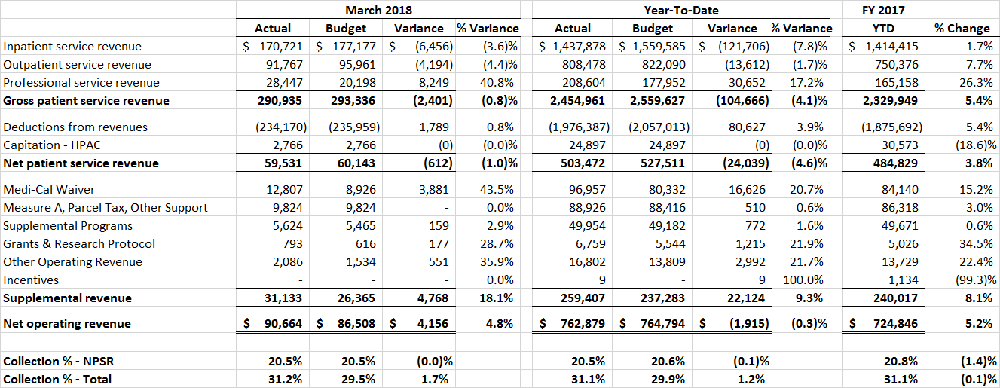 March 2018 Year-To-Date FY 2017
Actual Budget Variance % Variance Actual Budget Variance % Variance YTD % Change
Inpatient service revenue $ 170,721 $ 177,177 $ (6,456) (3.6)% $ 1,437,878 $ 1,559,585 $ (121,706) (7.8)% $ 1,414,415 1.7%
Outpatient service revenue 91,767 95,961 (4,194) (4.4)% 808,478 822,090 (13,612) (1.7)% 750,376 7.7%
Professional service revenue 28,447 20,198 8,249 40.8% 208,604 177,952 30,652 17.2% 165,158 26.3%
Gross patient service revenue 290,935 293,336 (2,401) (0.8)% 2,454,961 2,559,627 (104,666) (4.1)% 2,329,949 5.4%
Deductions from revenues (234,170) (235,959) 1,789 0.8% (1,976,387) (2,057,013) 80,627 3.9% (1,875,692) 5.4%
Capitation - HPAC 2,766 2,766 (0) (0.0)% 24,897 24,897 (0) (0.0)% 30,573 (18.6)%
Net patient service revenue 59,531 60,143 (612) (1.0)% 503,472 527,511 (24,039) (4.6)% 484,829 3.8%
Medi-Cal Waiver 12,807 8,926 3,881 43.5% 96,957 80,332 16,626 20.7% 84,140 15.2%
Measure A, Parcel Tax, Other Support 9,824 9,824 - 0.0% 88,926 88,416 510 0.6% 86,318 3.0%
Supplemental Programs 5,624 5,465 159 2.9% 49,954 49,182 772 1.6% 49,671 0.6%
Grants & Research Protocol 793 616 177 28.7% 6,759 5,544 1,215 21.9% 5,026 34.5%
Other Operating Revenue 2,086 1,534 551 35.9% 16,802 13,809 2,992 21.7% 13,729 22.4%
Incentives - - - 0.0% 9 - 9 100.0% 1,134 (99.3)%
Supplemental revenue 31,133 26,365 4,768 18.1% 259,407 237,283 22,124 9.3% 240,017 8.1%
Net operating revenue $ 90,664 $ 86,508 $ 4,156 4.8% $ 762,879 $ 764,794 $ (1,915) (0.3)% $ 724,846 5.2%
Collection % - NPSR 20.5% 20.5% (0.0)% 20.5% 20.6% (0.1)% 20.8% (1.4)%
Collection % - Total 31.2% 29.5% 1.7% 31.1% 29.9% 1.2% 31.1% (0.1)%